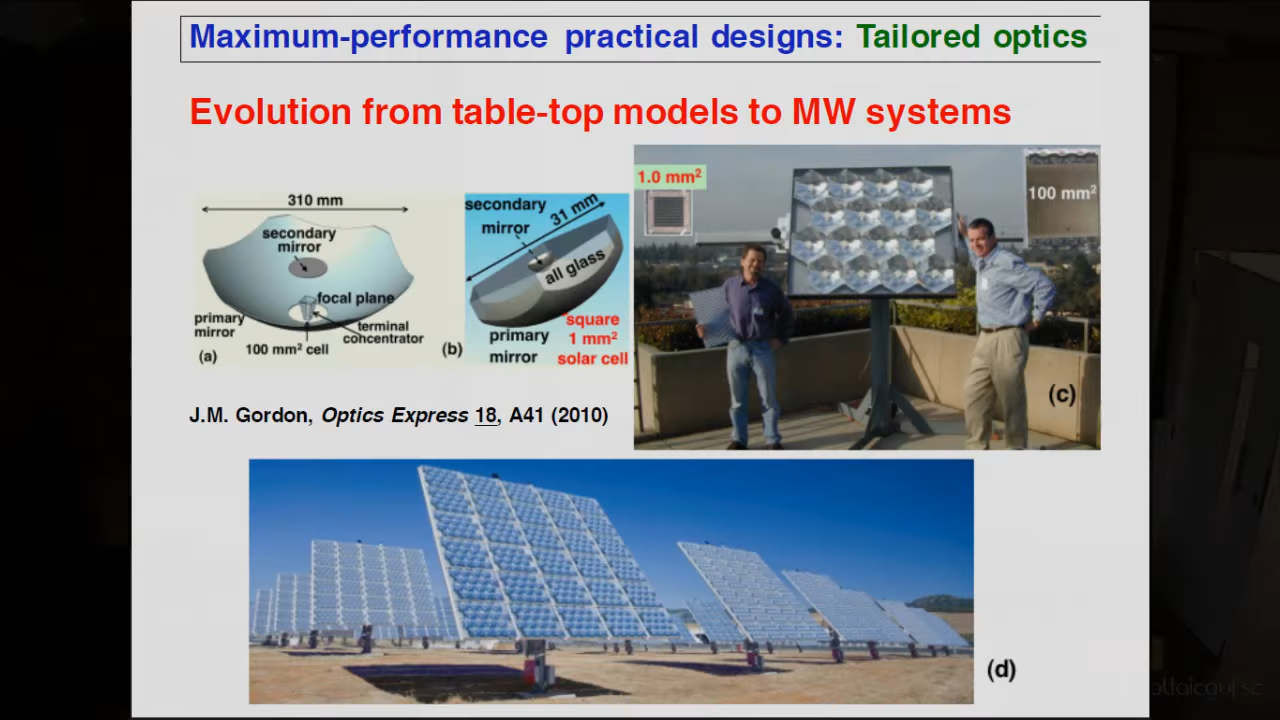 Maximum-performance practical designs: Tailored optics
Evolution from table-top models to MW systems
310 mm
secondary
mirror
focal plane
primary
mirror
terminal
concentrator
100 mm² cell
(a)
secondary
mirror
31 mm
all glass
primary
mirror
square
1 mm²
solar cell
(b)
1.0 mm²
100 mm²
(c)
J.M. Gordon, Optics Express 18, A41 (2010)
(d)